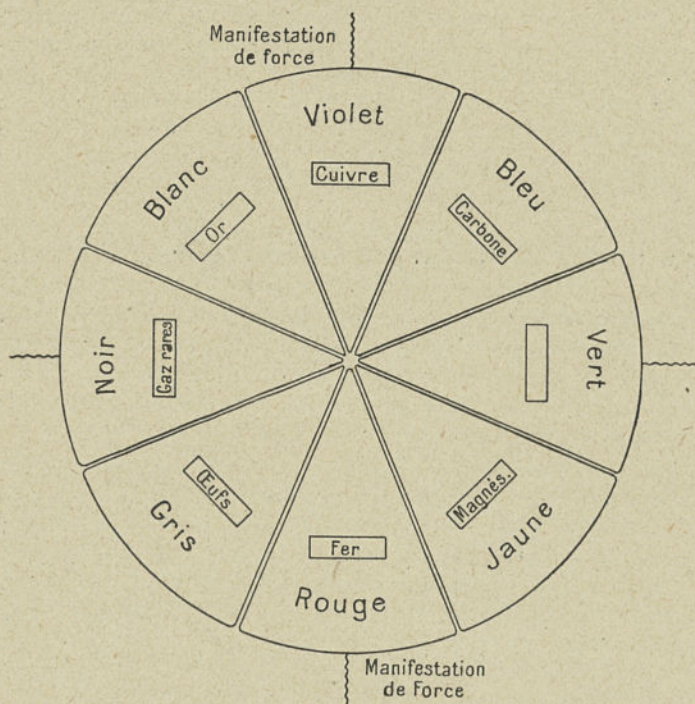 Manifestation
de force
Violet
Cuivre
Bleu
Carbone
Vert
Jaune
Magnés.
Rouge
Fer
Gris
Œufs
Noir
Gaz rares
Blanc
Or
Manifestation
de Force